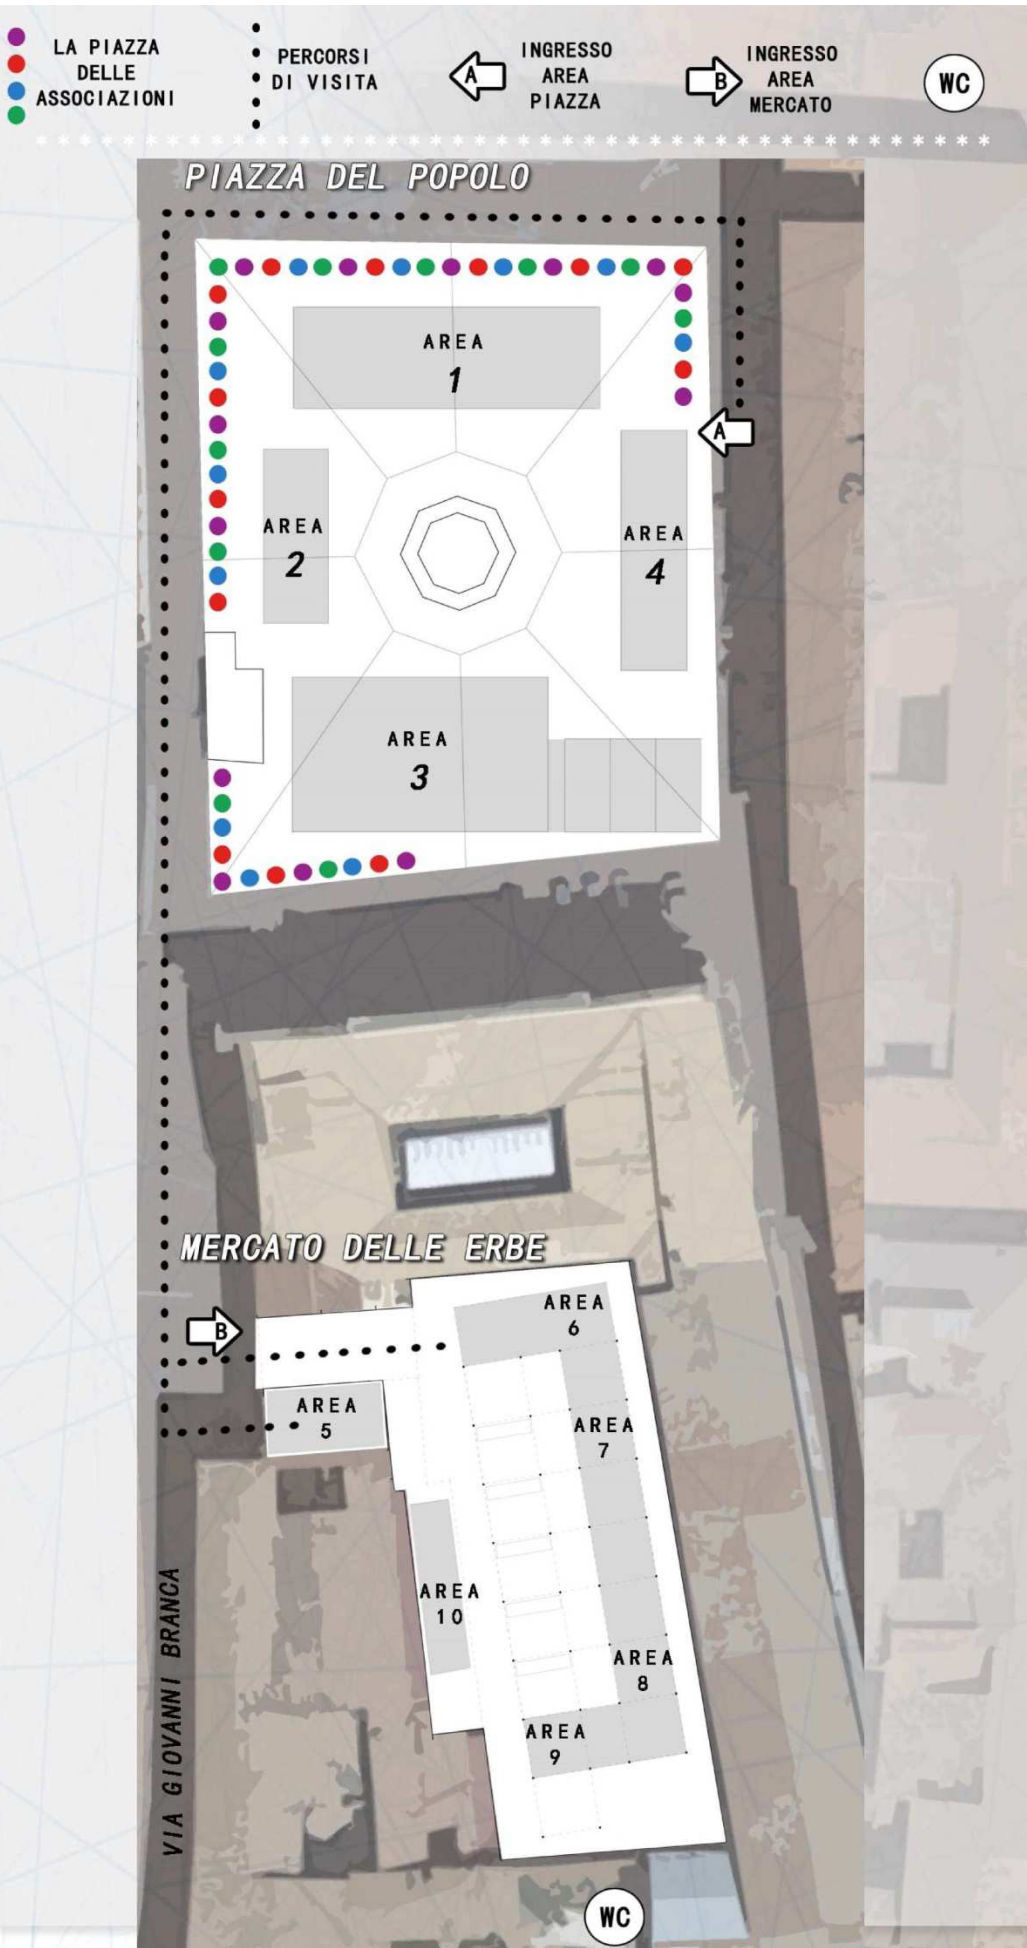 LA PIAZZA
DELLE
ASSOCIAZIONI
PERCORSI
DI VISITA
A
INGRESSO
AREA
PIAZZA
B
INGRESSO
AREA
MERCATO
WC
* * * * * * * * * * * * * * * * * * * * * * * * * * * * * * * * * * * * * * * * * * * * * * * * *
PIAZZA DEL POPOLO
AREA
1
A
AREA
2
AREA
4
AREA
3
MERCATO DELLE ERBE
B
AREA
6
AREA
5
AREA
7
AREA
10
AREA
8
AREA
9
VIA GIOVANNI BRANCA
WC